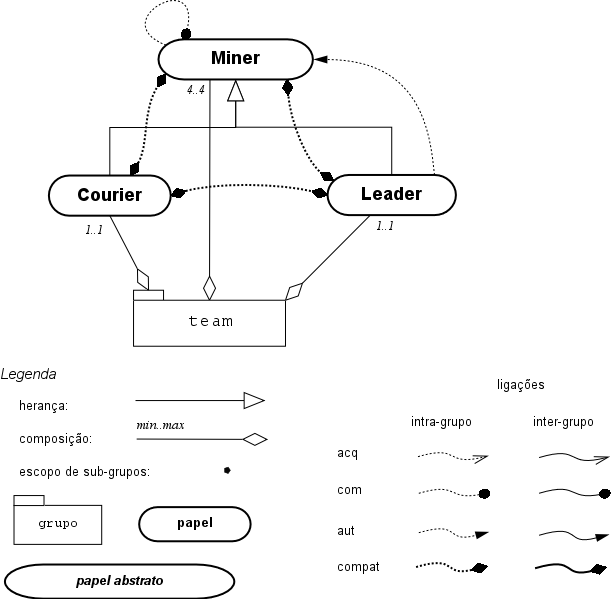 Miner
4..4
Courier
Leader
1..1
1..1
team
Legenda
herança:
min..max
composição:
escopo de sub-grupos:
grupo
papel
papel abstrato
ligações
intra-grupo
inter-grupo
acq
com
aut
compat